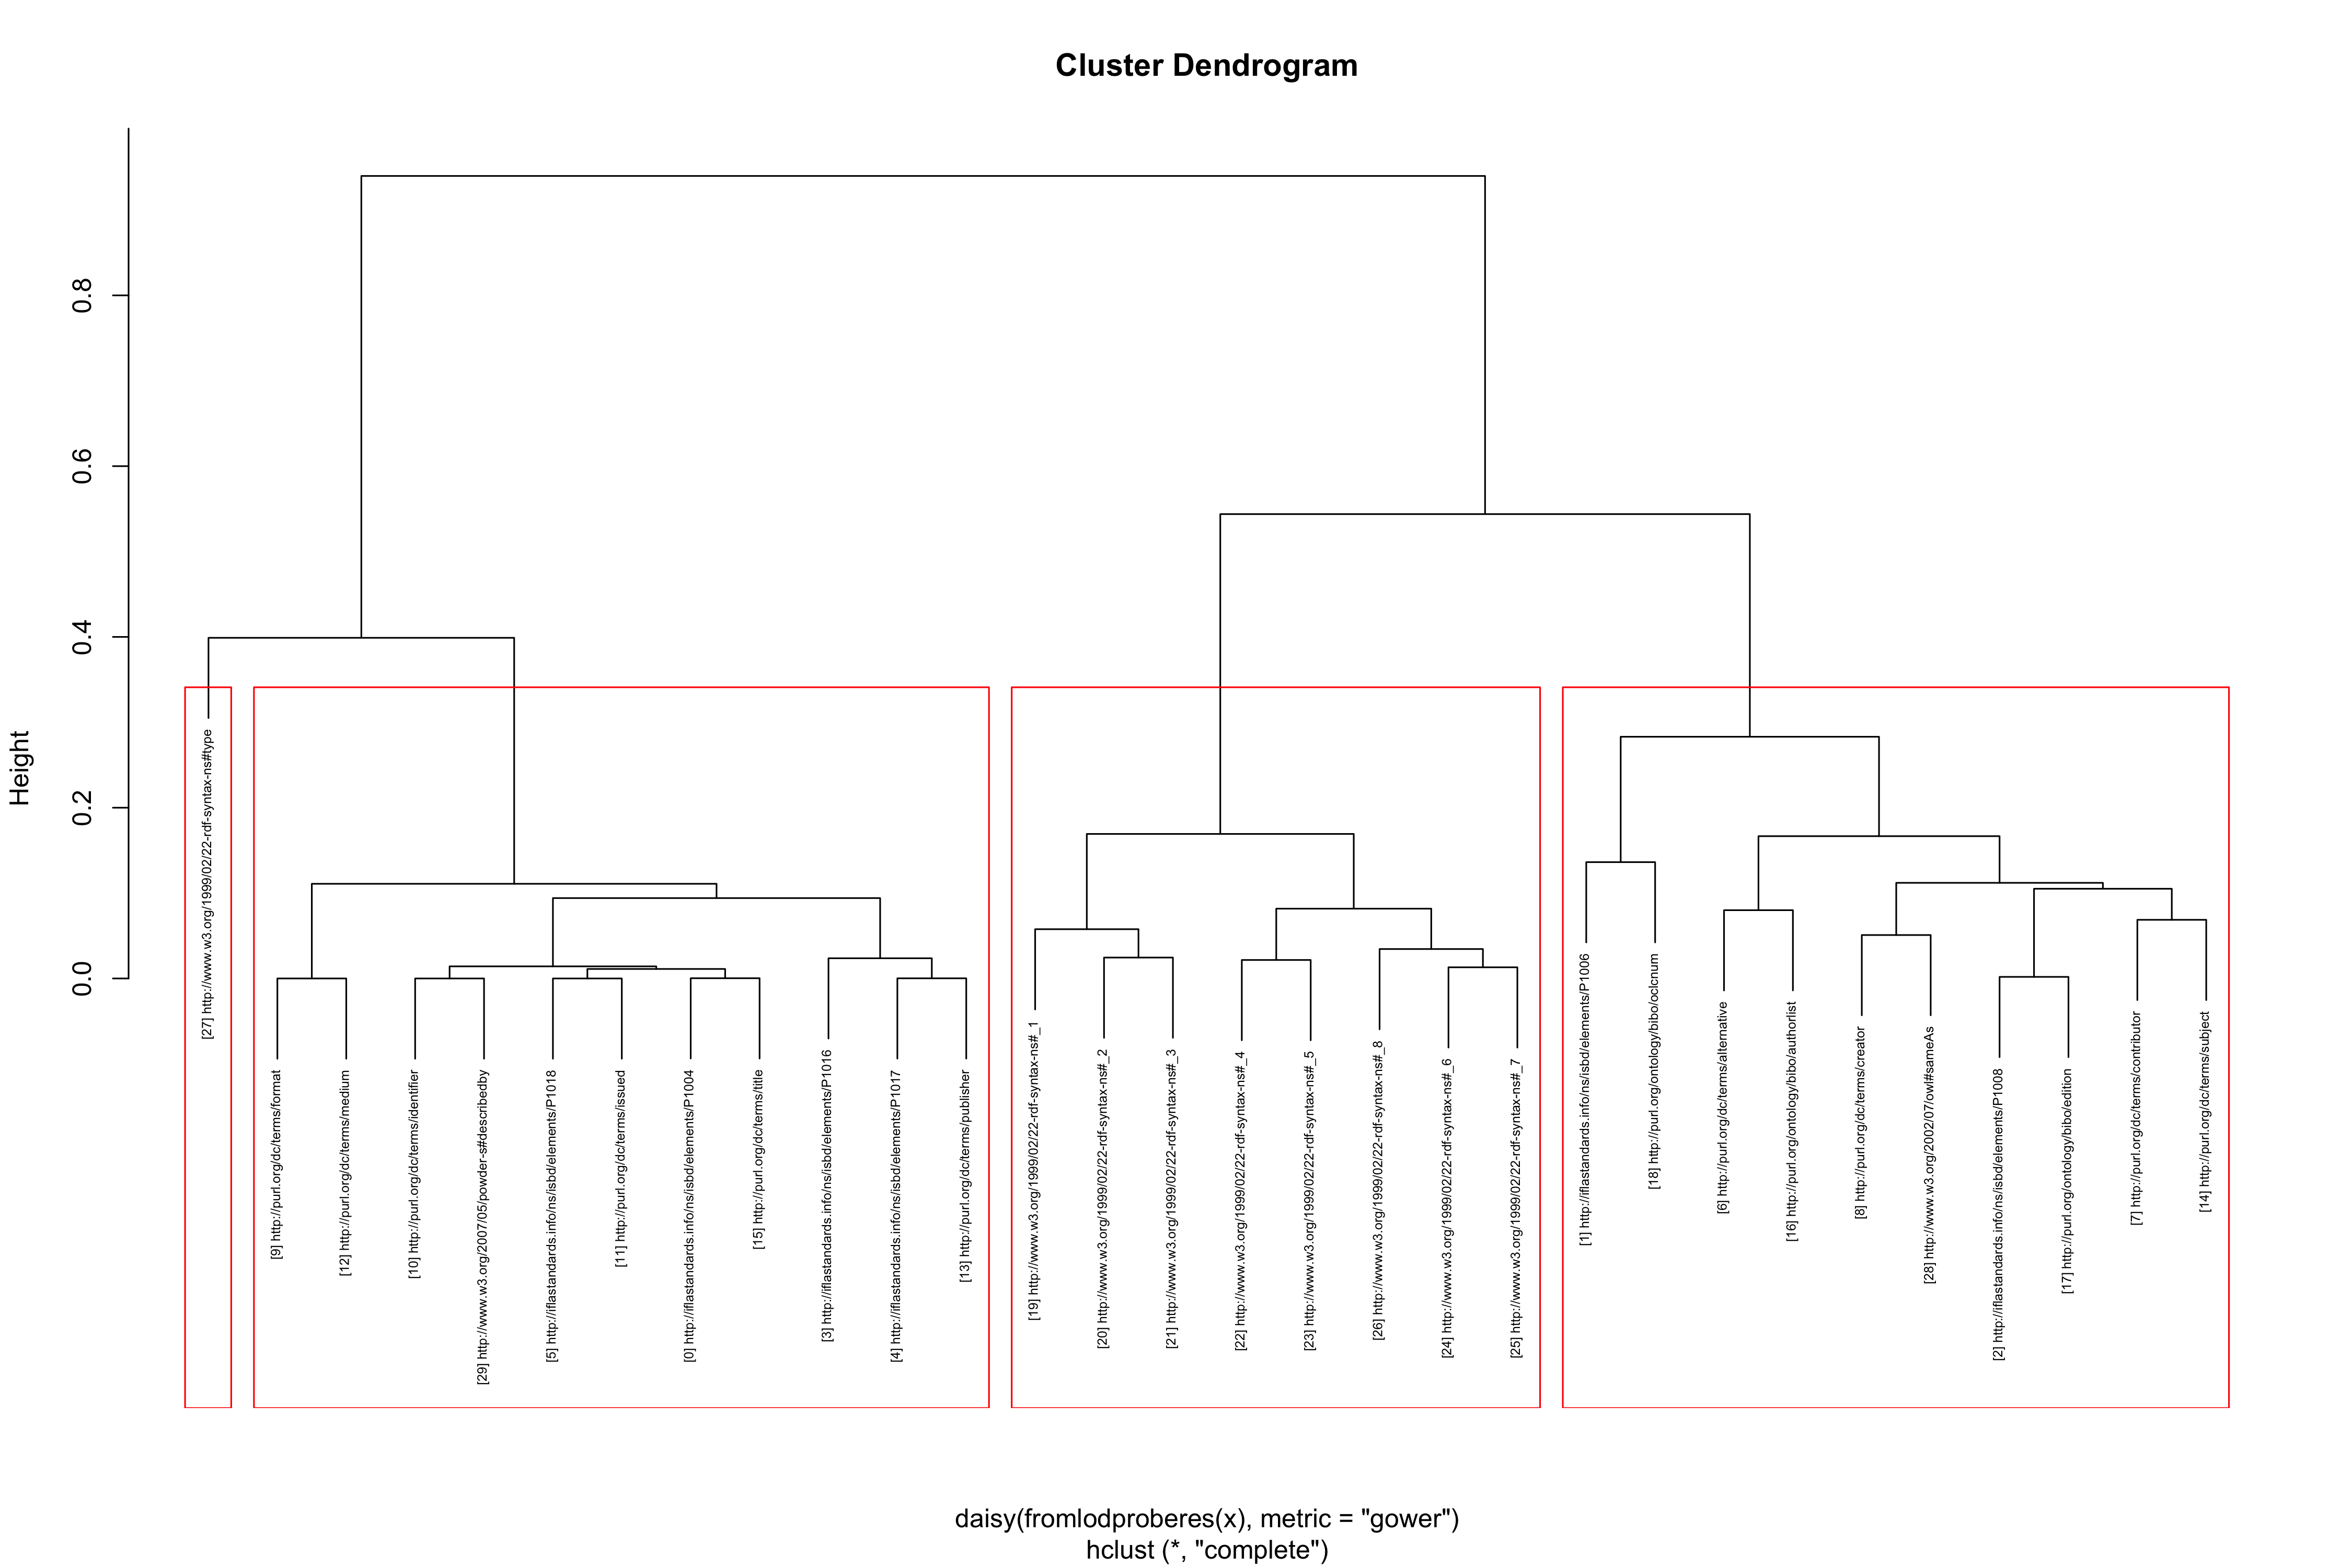 Cluster Dendrogram
Height
0.0
0.2
0.4
0.6
0.8
[27] http://www.w3.org/1999/02/22-rdf-syntax-ns#type
[9] http://purl.org/dc/terms/format
[12] http://purl.org/dc/terms/medium
[10] http://purl.org/dc/terms/identifier
[29] http://www.w3.org/2007/05/powder-s#describedby
[5] http://iflastandards.info/ns/isbd/elements/P1018
[11] http://purl.org/dc/terms/issued
[0] http://iflastandards.info/ns/isbd/elements/P1004
[15] http://purl.org/dc/terms/title
[3] http://iflastandards.info/ns/isbd/elements/P1016
[4] http://iflastandards.info/ns/isbd/elements/P1017
[13] http://purl.org/dc/terms/publisher
[19] http://www.w3.org/1999/02/22-rdf-syntax-ns#_1
[20] http://www.w3.org/1999/02/22-rdf-syntax-ns#_2
[21] http://www.w3.org/1999/02/22-rdf-syntax-ns#_3
[22] http://www.w3.org/1999/02/22-rdf-syntax-ns#_4
[23] http://www.w3.org/1999/02/22-rdf-syntax-ns#_5
[26] http://www.w3.org/1999/02/22-rdf-syntax-ns#_8
[24] http://www.w3.org/1999/02/22-rdf-syntax-ns#_6
[25] http://www.w3.org/1999/02/22-rdf-syntax-ns#_7
[1] http://iflastandards.info/ns/isbd/elements/P1006
[18] http://purl.org/ontology/bibo/oclcnum
[6] http://purl.org/dc/terms/alternative
[16] http://purl.org/ontology/bibo/authorlist
[8] http://purl.org/dc/terms/creator
[28] http://www.w3.org/2002/07/owl#sameAs
[2] http://iflastandards.info/ns/isbd/elements/P1008
[17] http://purl.org/ontology/bibo/edition
[7] http://purl.org/dc/terms/contributor
[14] http://purl.org/dc/terms/subject
daisy(fromlodproberes(x), metric = "gower")
hclust (*, "complete")